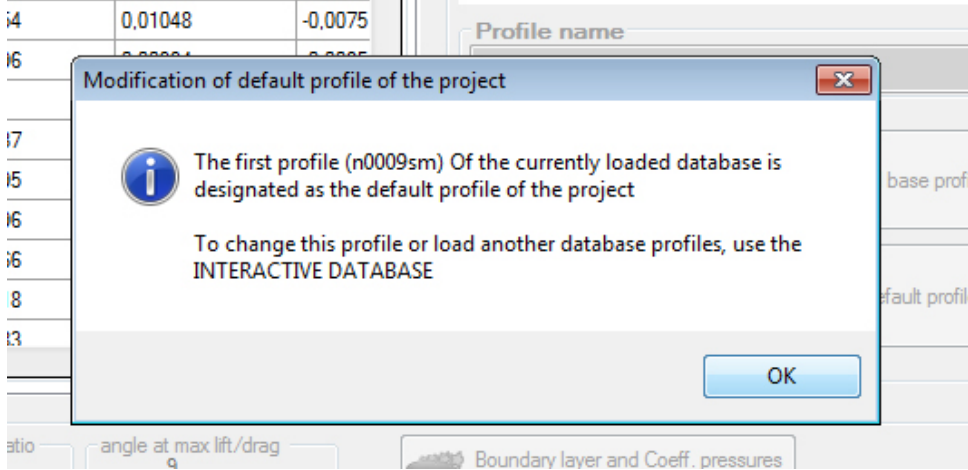 0,01048
-0,0075
Profile name
Modification of default profile of the project
The first profile (n0009sm) Of the currently loaded database is
designated as the default profile of the project
To change this profile or load another database profiles, use the
INTERACTIVE DATABASE
OK
base
angle at max lift/drag
9
Boundary layer and Coeff. pressures